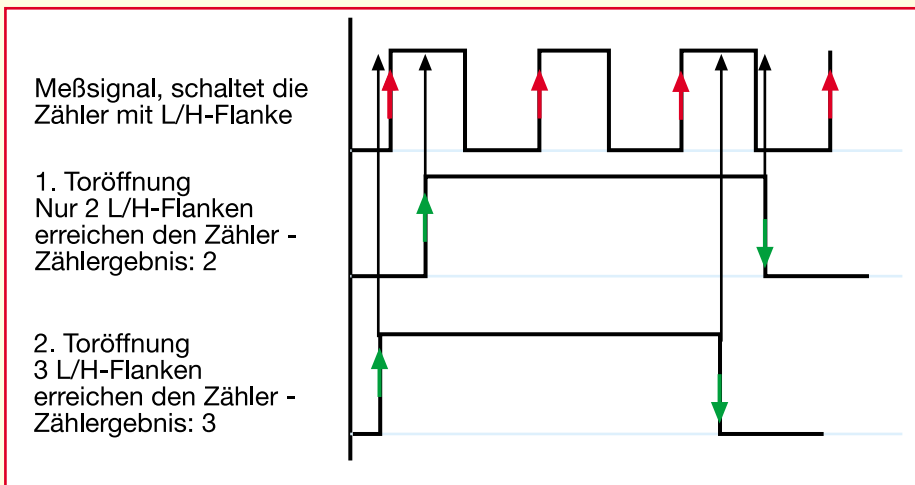 Meßsignal, schaltet die
Zähler mit L/H-Flanke
1. Toröffnung
Nur 2 L/H-Flanken
erreichen den Zähler -
Zählergebnis: 2
2. Toröffnung
3 L/H-Flanken
erreichen den Zähler -
Zählergebnis: 3